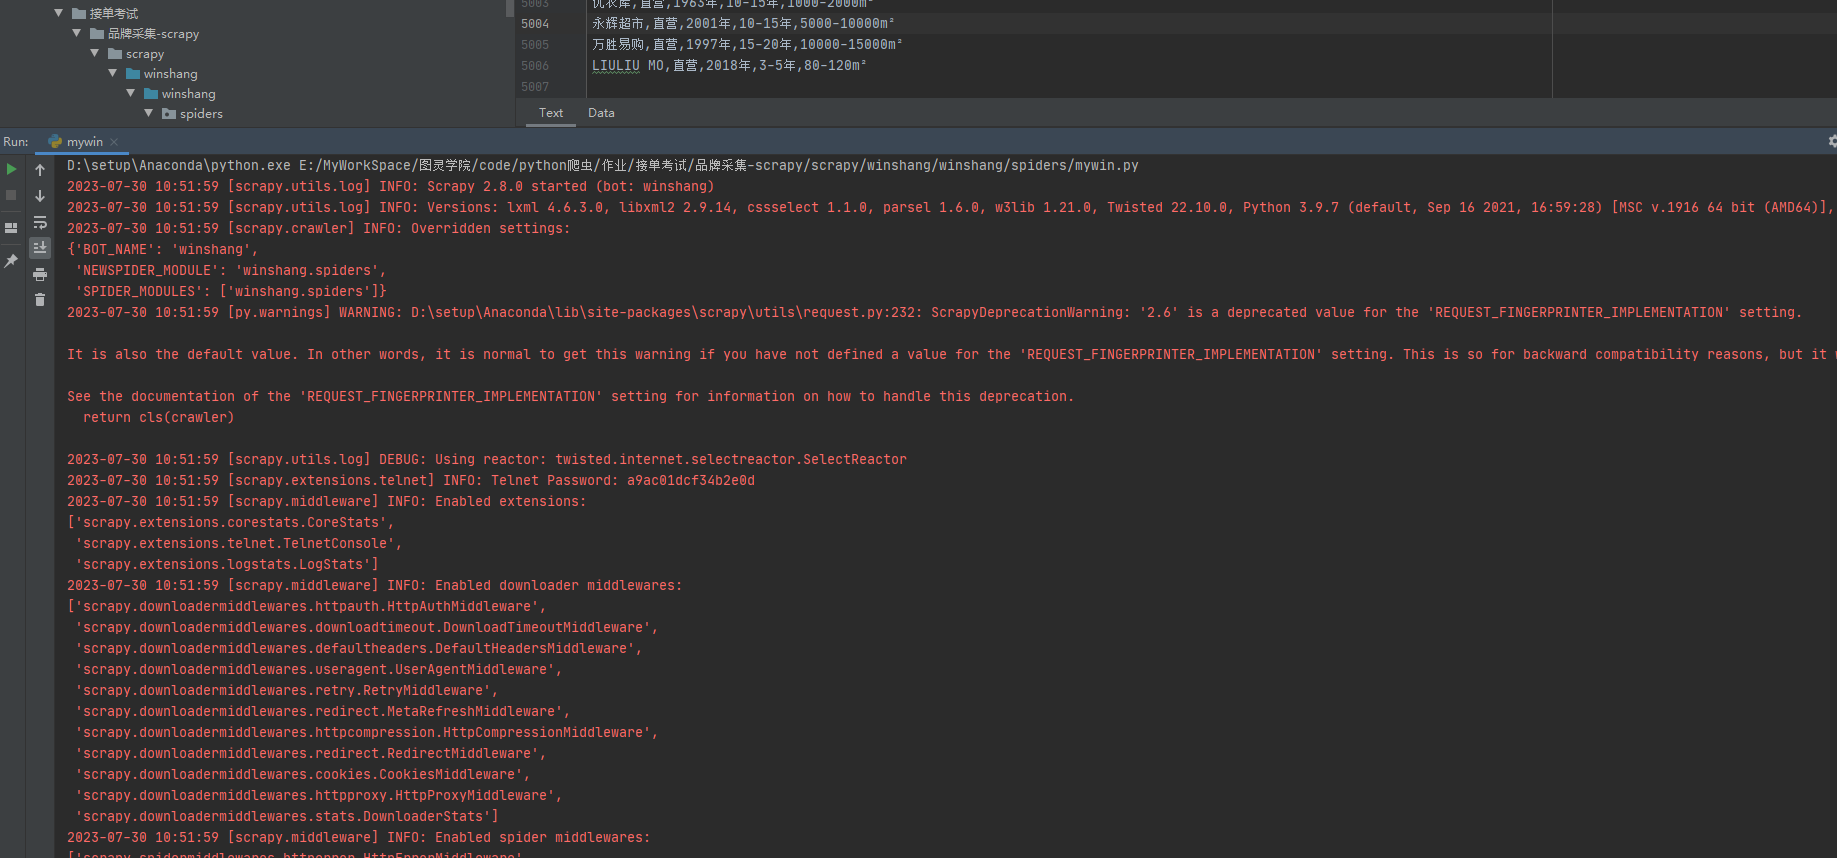 接单考试
品牌采集-scrapy
scrapy
winshang
winshang
spiders
5003 优衣库,直营,1963年,10-15年,1000-2000m²
5004 永辉超市,直营,2001年,10-15年,5000-10000m²
5005 万胜易购,直营,1997年,15-20年,10000-15000m²
5006 LIULIU MO,直营,2018年,3-5年,80-120m²
5007
Text Data
Run: mywin
D:\setup\Anaconda\python.exe E:/MyWorkSpace/图灵学院/code/python爬虫/作业/接单考试/品牌采集-scrapy/scrapy/winshang/winshang/spiders/mywin.py
2023-07-30 10:51:59 [scrapy.utils.log] INFO: Scrapy 2.8.0 started (bot: winshang)
2023-07-30 10:51:59 [scrapy.utils.log] INFO: Versions: lxml 4.6.3.0, libxml2 2.9.14, cssselect 1.1.0, parsel 1.6.0, w3lib 1.21.0, Twisted 22.10.0, Python 3.9.7 (default, Sep 16 2021, 16:59:28) [MSC v.1916 64 bit (AMD64)],
2023-07-30 10:51:59 [scrapy.crawler] INFO: Overridden settings:
{'BOT_NAME': 'winshang',
'NEWSPIDER_MODULE': 'winshang.spiders',
'SPIDER_MODULES': ['winshang.spiders']}
2023-07-30 10:51:59 [py.warnings] WARNING: D:\setup\Anaconda\lib\site-packages\scrapy\utils\request.py:232: ScrapyDeprecationWarning: '2.6' is a deprecated value for the 'REQUEST_FINGERPRINTER_IMPLEMENTATION' setting.
It is also the default value. In other words, it is normal to get this warning if you have not defined a value for the 'REQUEST_FINGERPRINTER_IMPLEMENTATION' setting. This is so for backward compatibility reasons, but it
See the documentation of the 'REQUEST_FINGERPRINTER_IMPLEMENTATION' setting for information on how to handle this deprecation.
return cls(crawler)
2023-07-30 10:51:59 [scrapy.utils.log] DEBUG: Using reactor: twisted.internet.selectreactor.SelectReactor
2023-07-30 10:51:59 [scrapy.extensions.telnet] INFO: Telnet Password: a9ac01dcf34b2e0d
2023-07-30 10:51:59 [scrapy.middleware] INFO: Enabled extensions:
['scrapy.extensions.corestats.CoreStats',
'scrapy.extensions.telnet.TelnetConsole',
'scrapy.extensions.logstats.LogStats']
2023-07-30 10:51:59 [scrapy.middleware] INFO: Enabled downloader middlewares:
['scrapy.downloadermiddlewares.httpauth.HttpAuthMiddleware',
'scrapy.downloadermiddlewares.downloadtimeout.DownloadTimeoutMiddleware',
'scrapy.downloadermiddlewares.defaultheaders.DefaultHeadersMiddleware',
'scrapy.downloadermiddlewares.useragent.UserAgentMiddleware',
'scrapy.downloadermiddlewares.retry.RetryMiddleware',
'scrapy.downloadermiddlewares.redirect.MetaRefreshMiddleware',
'scrapy.downloadermiddlewares.httpcompression.HttpCompressionMiddleware',
'scrapy.downloadermiddlewares.redirect.RedirectMiddleware',
'scrapy.downloadermiddlewares.cookies.CookiesMiddleware',
'scrapy.downloadermiddlewares.httpproxy.HttpProxyMiddleware',
'scrapy.downloadermiddlewares.stats.DownloaderStats']
2023-07-30 10:51:59 [scrapy.middleware] INFO: Enabled spider middlewares:
['scrapy.spidermiddlewares.httperror.HttpErrorMiddleware',